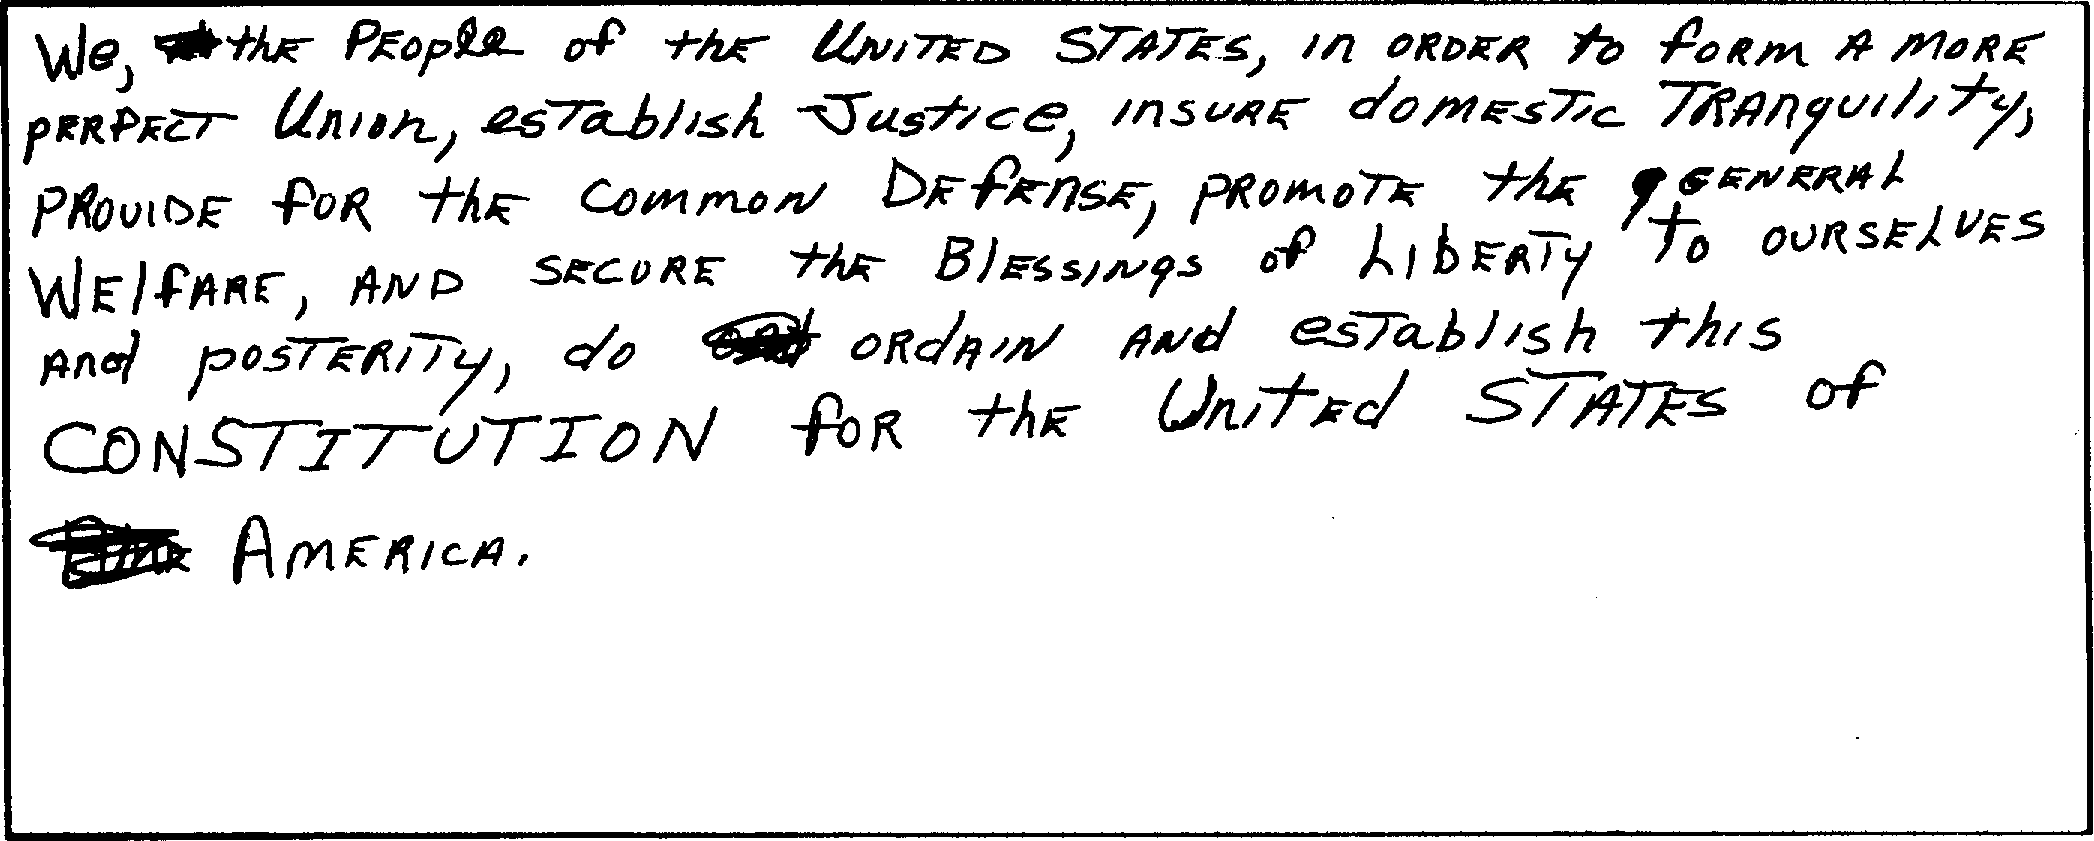 We, the People of the United States, in order to form a more
perfect Union, establish Justice, insure domestic Tranquility,
provide for the common Defense, promote the general
Welfare, and secure the Blessings of Liberty to ourselves
and posterity, do ordain and establish this
CONSTITUTION for the United States of
America.